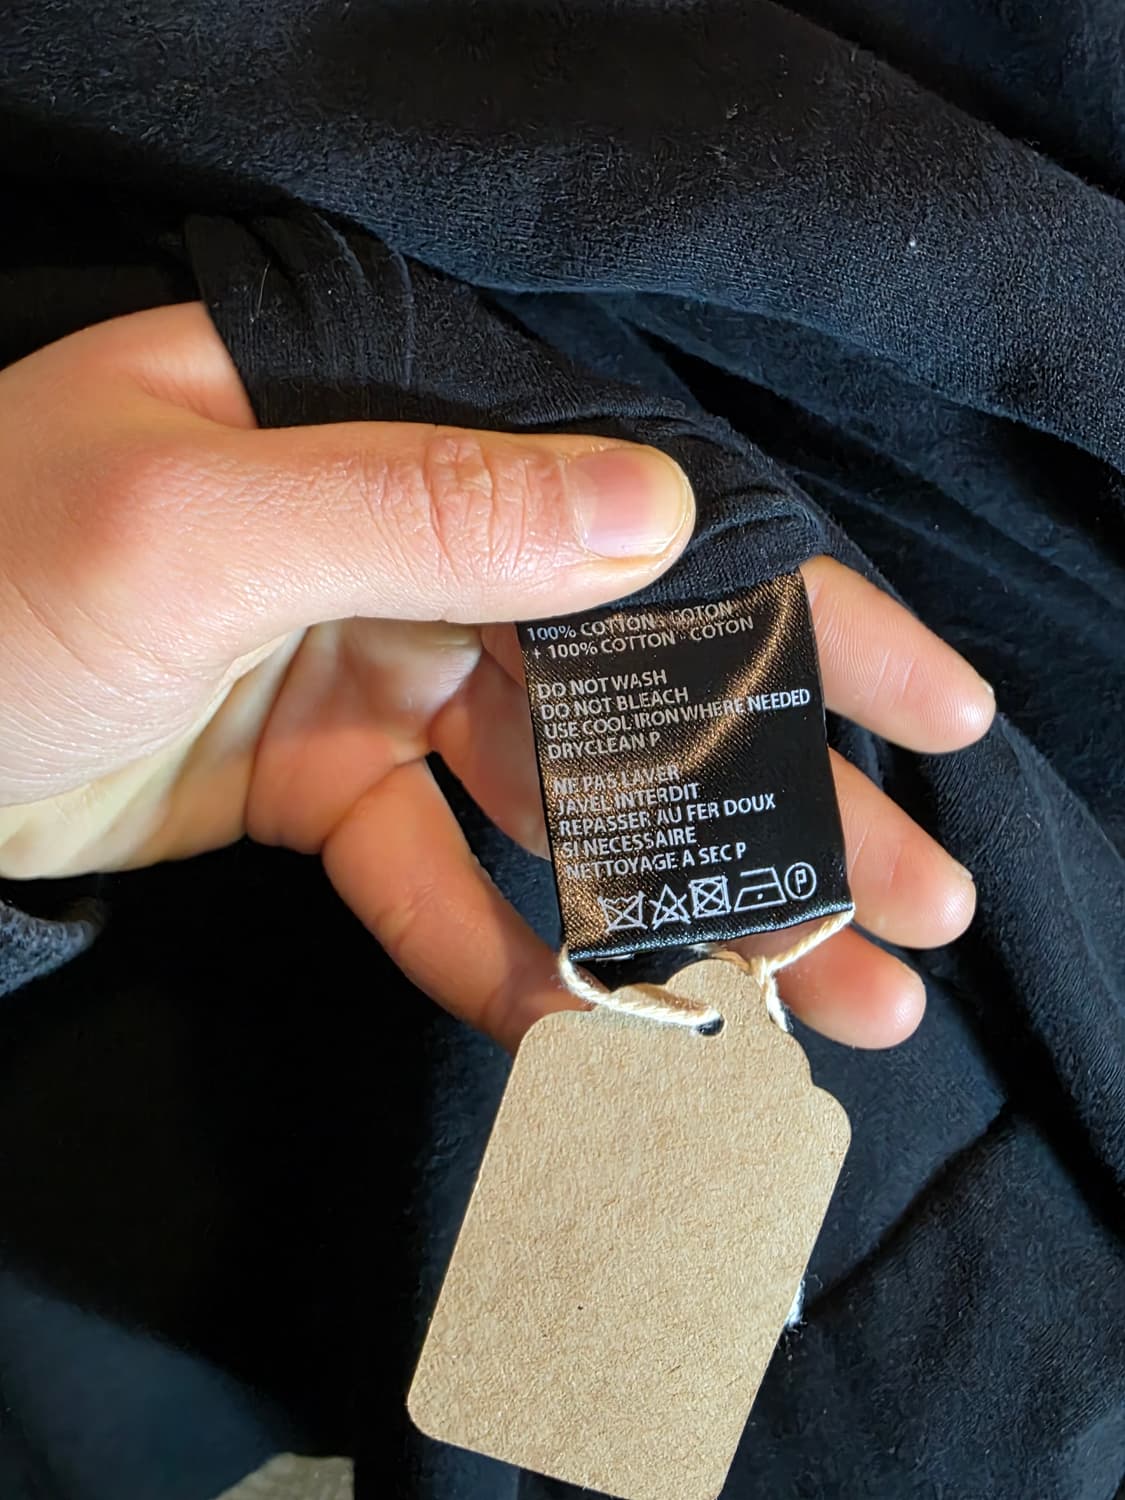 100% COTTON - COTON
+ 100% COTTON - COTON
DO NOT WASH
DO NOT BLEACH
USE COOL IRON WHERE NEEDED
DRYCLEAN P
NE PAS LAVER
JAVEL INTERDIT
REPASSER AU FER DOUX
SI NECESSAIRE
NETTOYAGE A SEC P
P